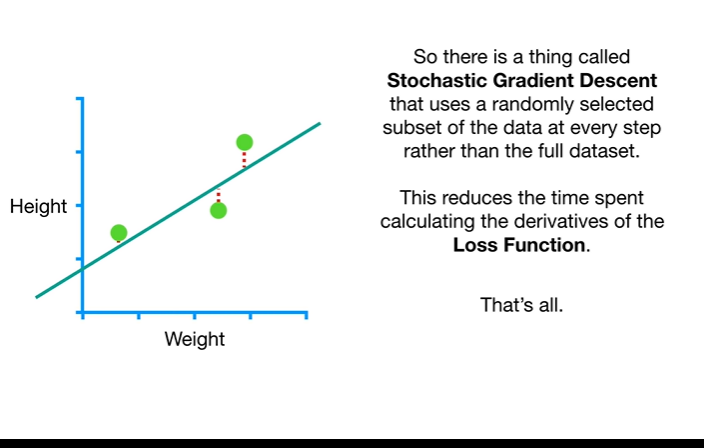 So there is a thing called
Stochastic Gradient Descent
that uses a randomly selected
subset of the data at every step
rather than the full dataset.
This reduces the time spent
calculating the derivatives of the
Loss Function.
That's all.
Height
Weight